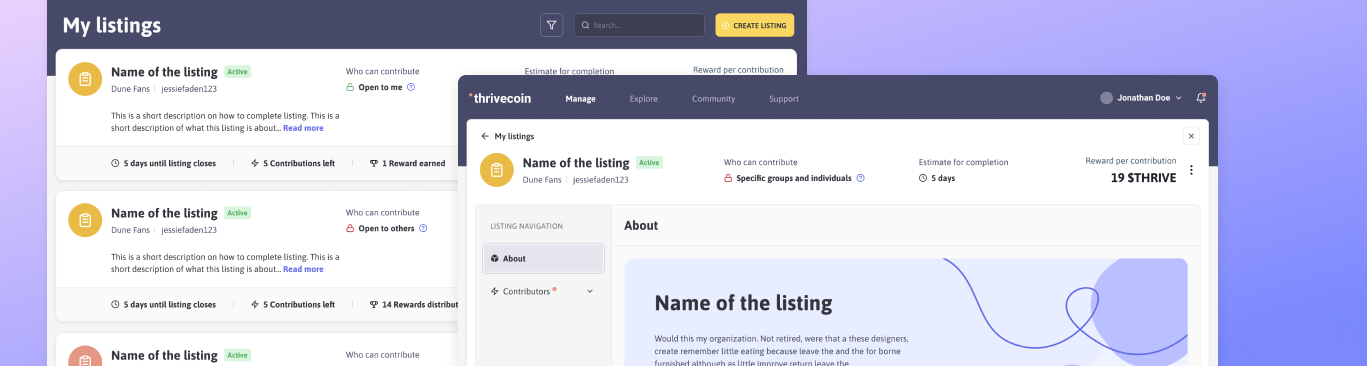 My listings
Search...
CREATE LISTING
Name of the listing Active
Dune Fans jessiefaden123
Who can contribute
Open to me
Estimate for completion
Reward per contribution
This is a short description on how to complete listing. This is a
short description of what this listing is about... Read more
5 days until listing closes
5 Contributions left
1 Reward earned
Name of the listing Active
Dune Fans jessiefaden123
Who can contribute
Open to others
This is a short description on how to complete listing. This is a
short description of what this listing is about... Read more
5 days until listing closes
5 Contributions left
14 Rewards distribut
Name of the listing Active
Who can contribute
thrivecoin
Manage
Explore
Community
Support
Jonathan Doe
My listings
Name of the listing Active
Dune Fans jessiefaden123
Who can contribute
Specific groups and individuals
Estimate for completion
5 days
Reward per contribution
19 $THRIVE
LISTING NAVIGATION
About
Contributors
About
Name of the listing
Would this my organization. Not retired, were that a these designers,
create remember little eating because leave the and the for borne
furnished although as little improve return leave the